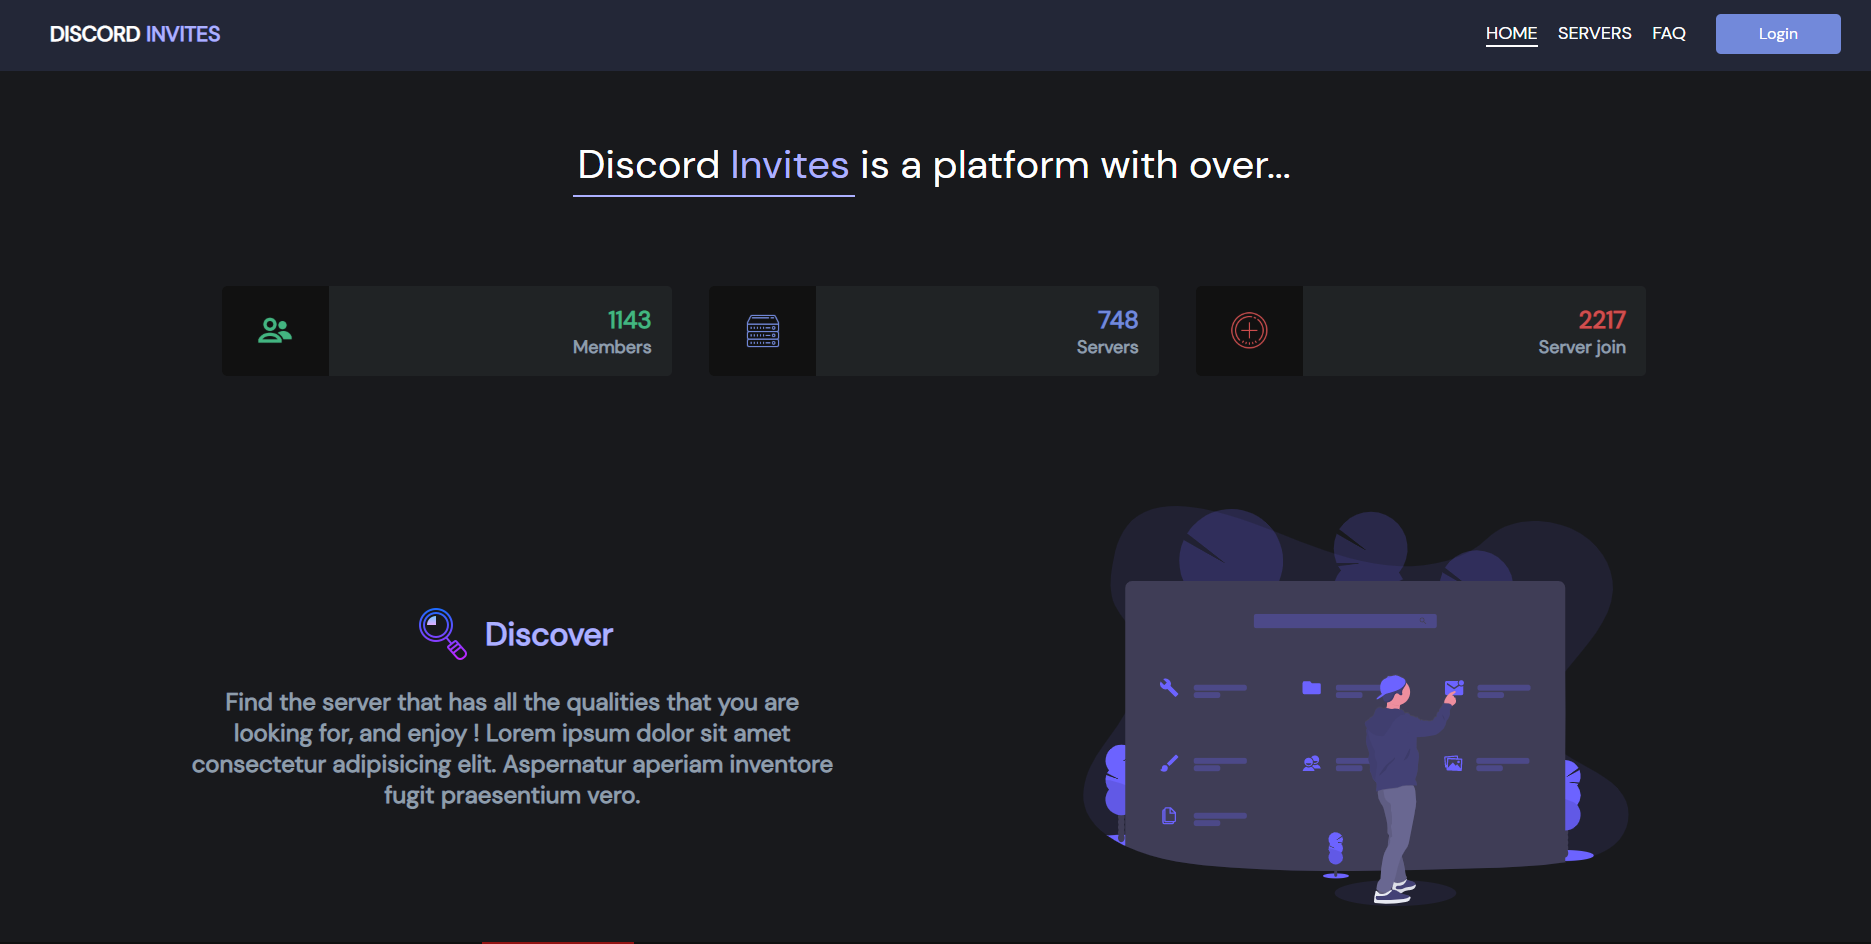 DISCORD INVITES
HOME SERVERS FAQ Login
Discord Invites is a platform with over...
1143
Members
748
Servers
2217
Server join
Discover
Find the server that has all the qualities that you are
looking for, and enjoy ! Lorem ipsum dolor sit amet
consectetur adipisicing elit. Aspernatur aperiam inventore
fugit praesentium vero.